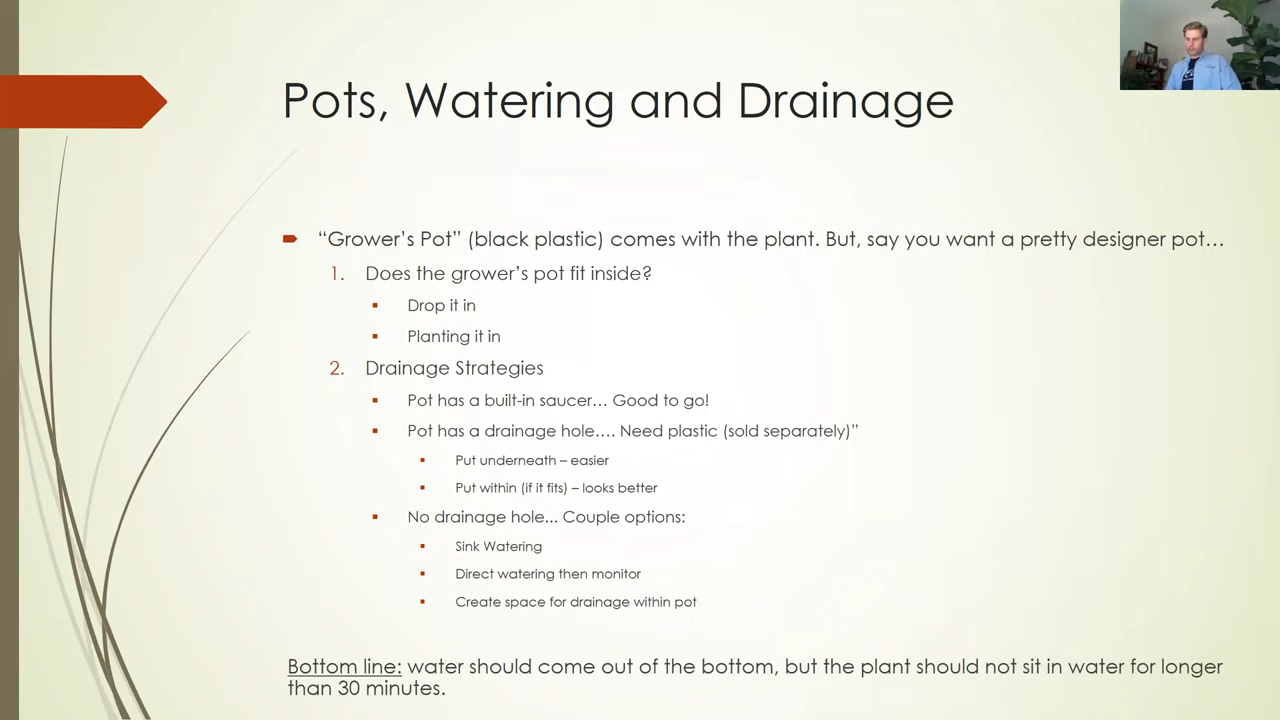 Pots, Watering and Drainage
“Grower’s Pot” (black plastic) comes with the plant. But, say you want a pretty designer pot…
1. Does the grower’s pot fit inside?
Drop it in
Planting it in
2. Drainage Strategies
Pot has a built-in saucer… Good to go!
Pot has a drainage hole…. Need plastic (sold separately)”
Put underneath – easier
Put within (if it fits) – looks better
No drainage hole... Couple options:
Sink Watering
Direct watering then monitor
Create space for drainage within pot
Bottom line: water should come out of the bottom, but the plant should not sit in water for longer
than 30 minutes.